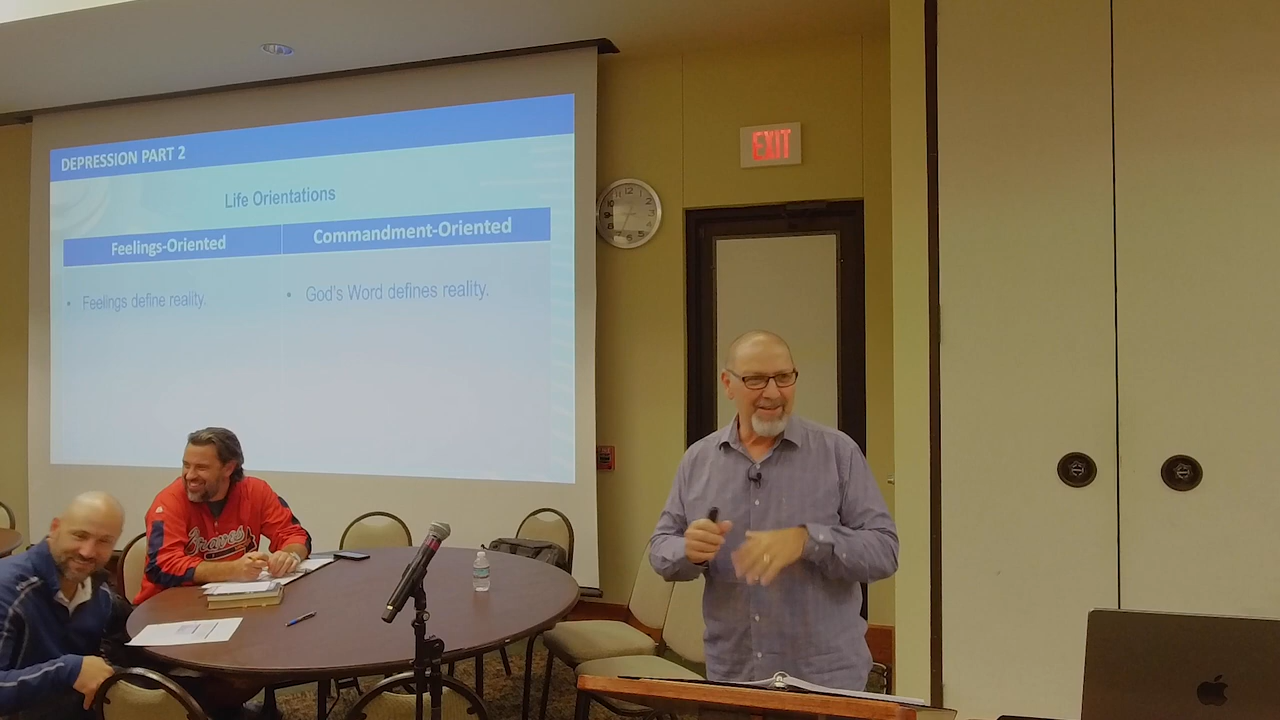 DEPRESSION PART 2
Life Orientations
Feelings-Oriented
Commandment-Oriented
• Feelings define reality.
• God's Word defines reality.
EXIT
Braves